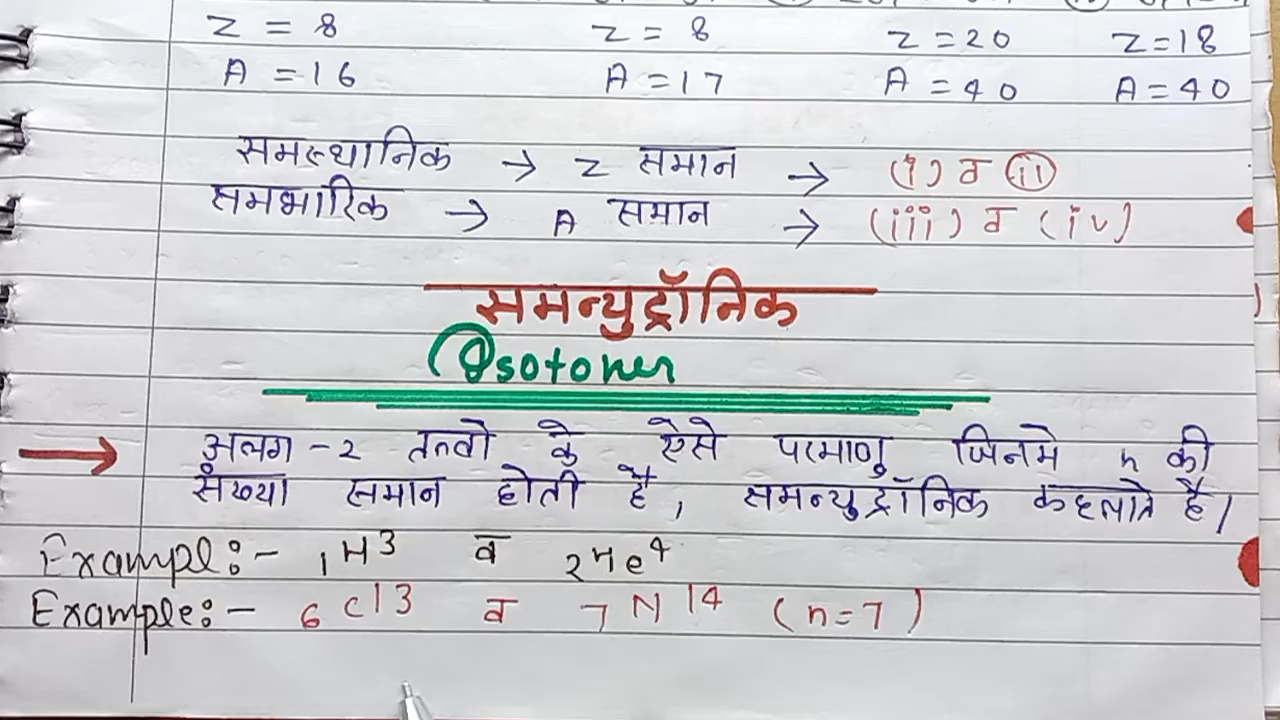 Z = 8 Z = 8 Z = 20 Z = 18
A = 16 A = 17 A = 40 A = 40
समस्थानिक → Z समान → (i) व (ii)
समभारिक → A समान → (iii) व (iv)
समन्युट्रॉनिक
Isotones
→ अलग-2 तत्वो के ऐसे परमाणु जिनमे n की
संख्या समान होती है, समन्युट्रॉनिक कहलाते है।
Example:- ₁H³ व ₂He⁴
Example:- ₆C¹³ व ₇N¹⁴ (n=7)